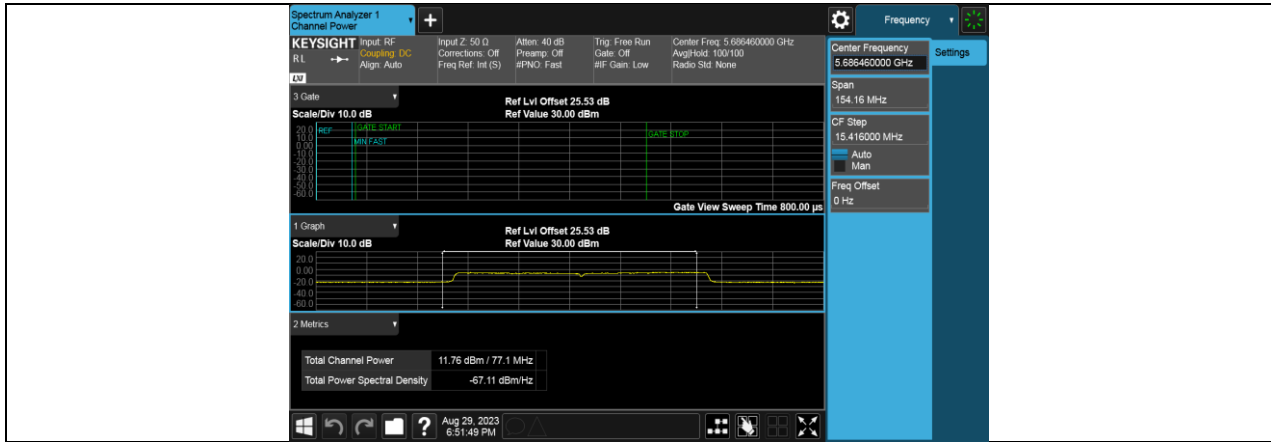 Spectrum Analyzer 1
Channel Power
Frequency
KEYSIGHT
RL
LXI
Input: RF
Coupling: DC
Align: Auto
Input Z: 50 Ω
Corrections: Off
Freq Ref: Int (S)
Atten: 40 dB
Preamp: Off
#PNO: Fast
Trig: Free Run
Gate: Off
#IF Gain: Low
Center Freq: 5.686460000 GHz
Avg|Hold: 100/100
Radio Std: None
Center Frequency
5.686460000 GHz
Settings
Span
154.16 MHz
CF Step
15.416000 MHz
Auto
Man
Freq Offset
0 Hz
3 Gate
Scale/Div 10.0 dB
Ref Lvl Offset 25.53 dB
Ref Value 30.00 dBm
20.0
10.0
0.00
-10.0
-20.0
-30.0
-40.0
-50.0
-60.0
REF
GATE START
MIN FAST
GATE STOP
Gate View Sweep Time 800.00 µs
1 Graph
Scale/Div 10.0 dB
Ref Lvl Offset 25.53 dB
Ref Value 30.00 dBm
20.0
0.00
-20.0
-40.0
-60.0
2 Metrics
Total Channel Power 11.76 dBm / 77.1 MHz
Total Power Spectral Density -67.11 dBm/Hz
?
Aug 29, 2023
6:51:49 PM